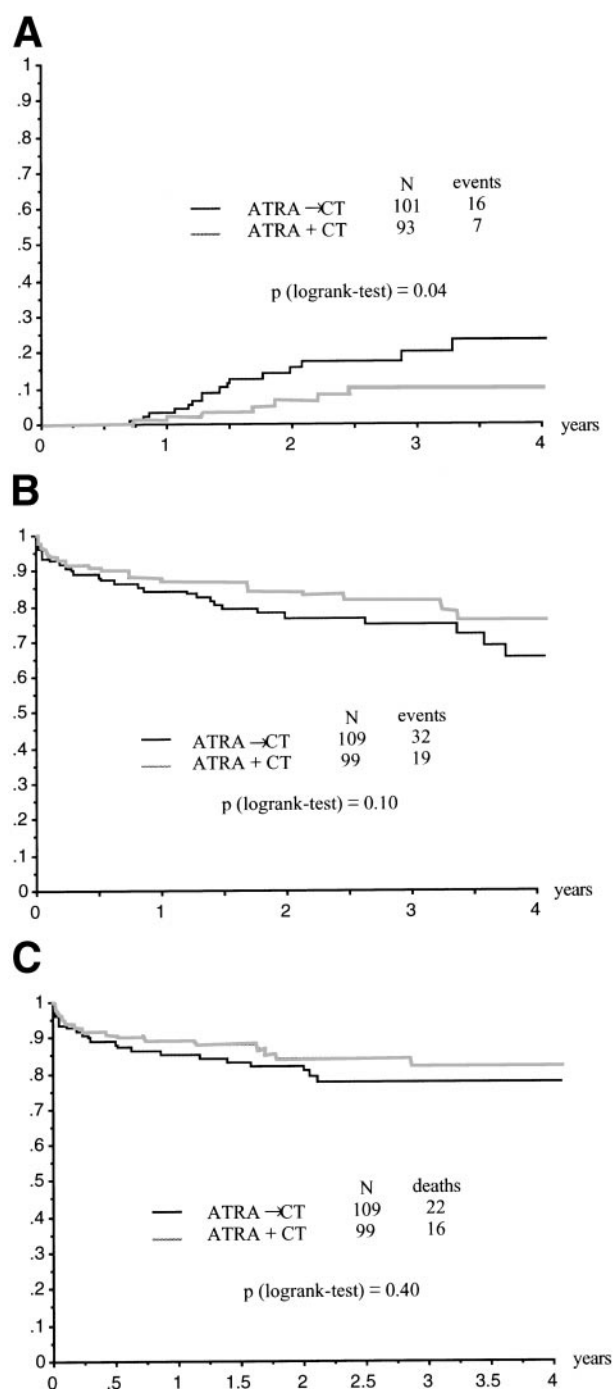 A
1
.9
.8
.7
.6
.5
.4
.3
.2
.1
0
N events
ATRA →CT 101 16
ATRA + CT 93 7
p (logrank-test) = 0.04
0 1 2 3 4 years
B
1
.9
.8
.7
.6
.5
.4
.3
.2
.1
0
N events
ATRA →CT 109 32
ATRA + CT 99 19
p (logrank-test) = 0.10
0 1 2 3 4 years
C
1
.9
.8
.7
.6
.5
.4
.3
.2
.1
0
N deaths
ATRA →CT 109 22
ATRA + CT 99 16
p (logrank-test) = 0.40
years
0 .5 1 1.5 2 2.5 3 3.5 4